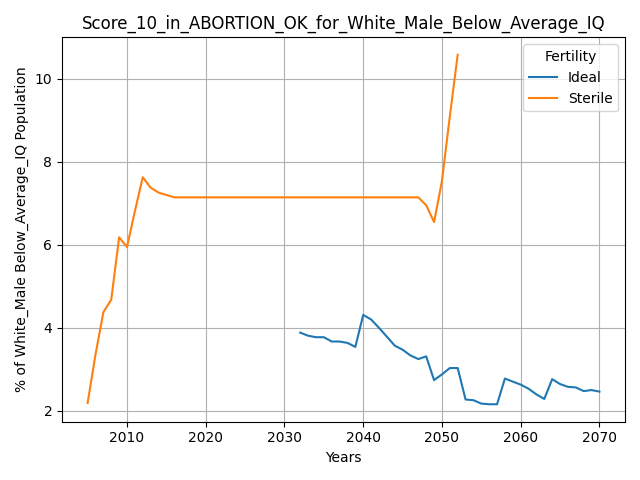 Score_10_in_ABORTION_OK_for_White_Male_Below_Average_IQ
% of White_Male Below_Average_IQ Population
10
8
6
4
2
Fertility
Ideal
Sterile
2010 2020 2030 2040 2050 2060 2070
Years